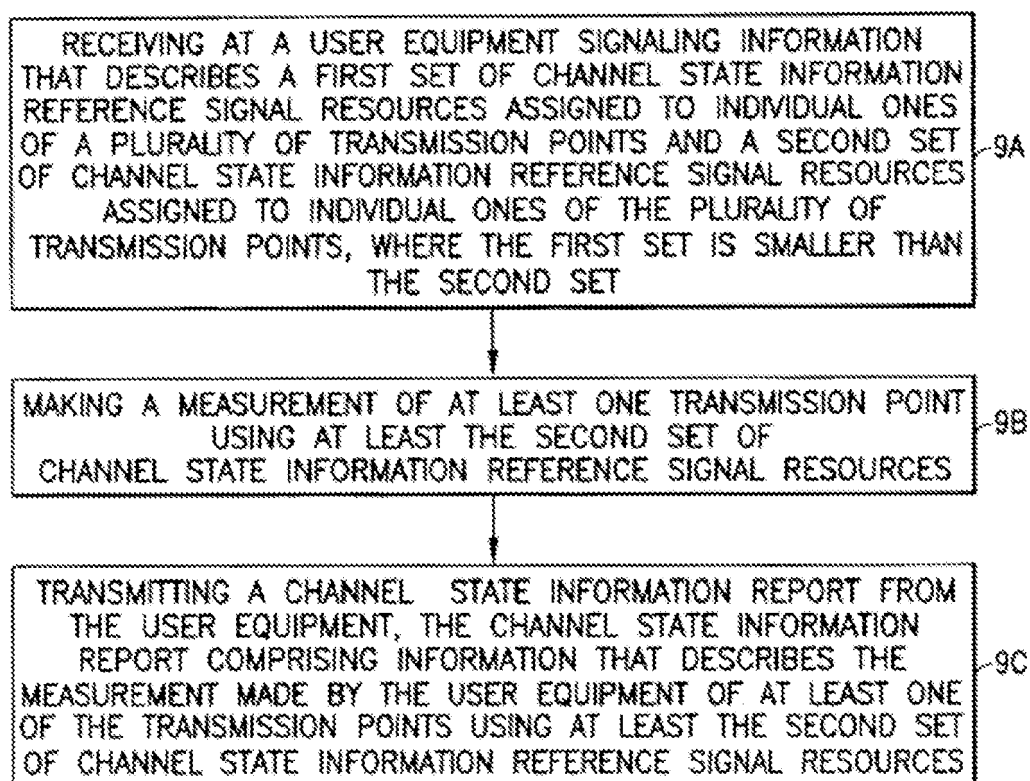 RECEIVING AT A USER EQUIPMENT SIGNALING INFORMATION
THAT DESCRIBES A FIRST SET OF CHANNEL STATE INFORMATION
REFERENCE SIGNAL RESOURCES ASSIGNED TO INDIVIDUAL ONES
OF A PLURALITY OF TRANSMISSION POINTS AND A SECOND SET
OF CHANNEL STATE INFORMATION REFERENCE SIGNAL RESOURCES
ASSIGNED TO INDIVIDUAL ONES OF THE PLURALITY OF
TRANSMISSION POINTS, WHERE THE FIRST SET IS SMALLER THAN
THE SECOND SET
9A
MAKING A MEASUREMENT OF AT LEAST ONE TRANSMISSION POINT
USING AT LEAST THE SECOND SET OF
CHANNEL STATE INFORMATION REFERENCE SIGNAL RESOURCES
9B
TRANSMITTING A CHANNEL STATE INFORMATION REPORT FROM
THE USER EQUIPMENT, THE CHANNEL STATE INFORMATION
REPORT COMPRISING INFORMATION THAT DESCRIBES THE
MEASUREMENT MADE BY THE USER EQUIPMENT OF AT LEAST ONE
OF THE TRANSMISSION POINTS USING AT LEAST THE SECOND SET
OF CHANNEL STATE INFORMATION REFERENCE SIGNAL RESOURCES
9C